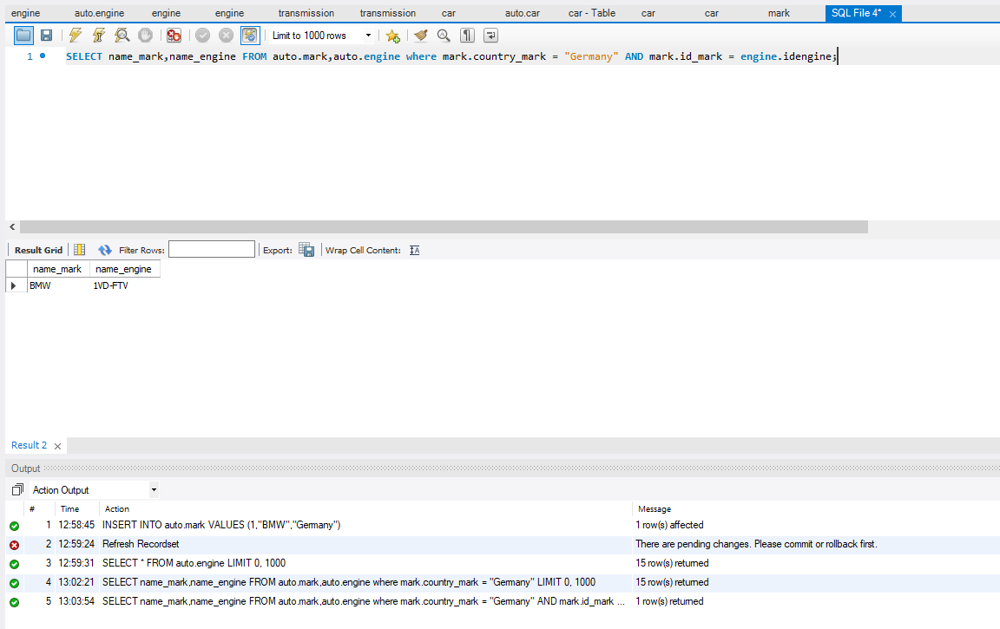 engine auto.engine engine engine transmission transmission car auto.car car - Table car car mark SQL File 4*
Limit to 1000 rows
1 SELECT name_mark,name_engine FROM auto.mark,auto.engine where mark.country_mark = "Germany" AND mark.id_mark = engine.idengine;
Result Grid Filter Rows: Export: Wrap Cell Content:
name_mark name_engine
BMW 1VD-FTV
Result 2
Output
Action Output
# Time Action Message
1 12:58:45 INSERT INTO auto.mark VALUES (1,"BMW","Germany") 1 row(s) affected
2 12:59:24 Refresh Recordset There are pending changes. Please commit or rollback first.
3 12:59:31 SELECT * FROM auto.engine LIMIT 0, 1000 15 row(s) returned
4 13:02:21 SELECT name_mark,name_engine FROM auto.mark,auto.engine where mark.country_mark = "Germany" LIMIT 0, 1000 15 row(s) returned
5 13:03:54 SELECT name_mark,name_engine FROM auto.mark,auto.engine where mark.country_mark = "Germany" AND mark.id_mark ... 1 row(s) returned